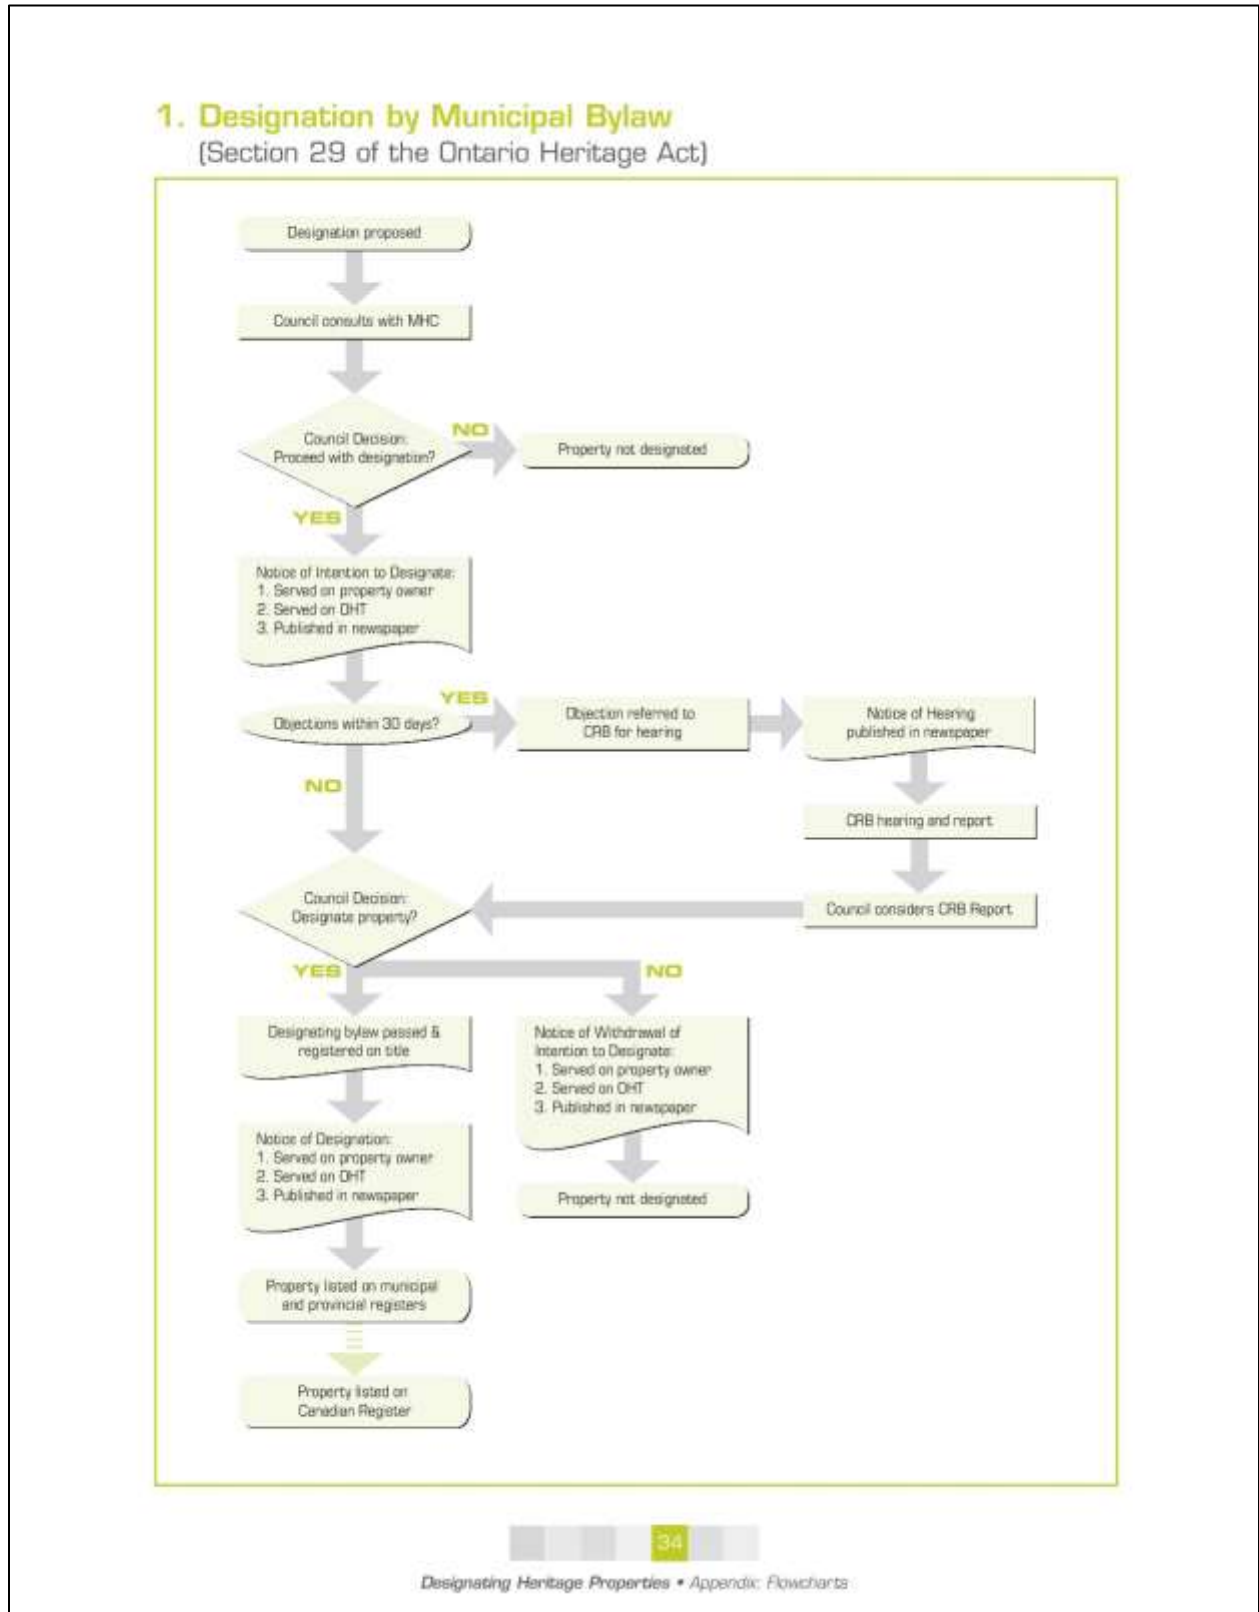 1. Designation by Municipal Bylaw
(Section 29 of the Ontario Heritage Act)
Designation proposed
Council consults with MHC
Council Decision:
Proceed with designation?
NO
Property not designated
YES
Notice of Intention to Designate:
1. Served on property owner
2. Served on OHT
3. Published in newspaper
Objections within 30 days?
YES
Objection referred to
CRB for hearing
Notice of Hearing
published in newspaper
CRB hearing and report
Council considers CRB Report
NO
Council Decision:
Designate property?
YES
NO
Designating bylaw passed &
registered on title
Notice of Withdrawal of
Intention to Designate:
1. Served on property owner
2. Served on OHT
3. Published in newspaper
Notice of Designation:
1. Served on property owner
2. Served on OHT
3. Published in newspaper
Property not designated
Property listed on municipal
and provincial registers
Property listed on
Canadian Register
34
Designating Heritage Properties • Appendix: Flowcharts